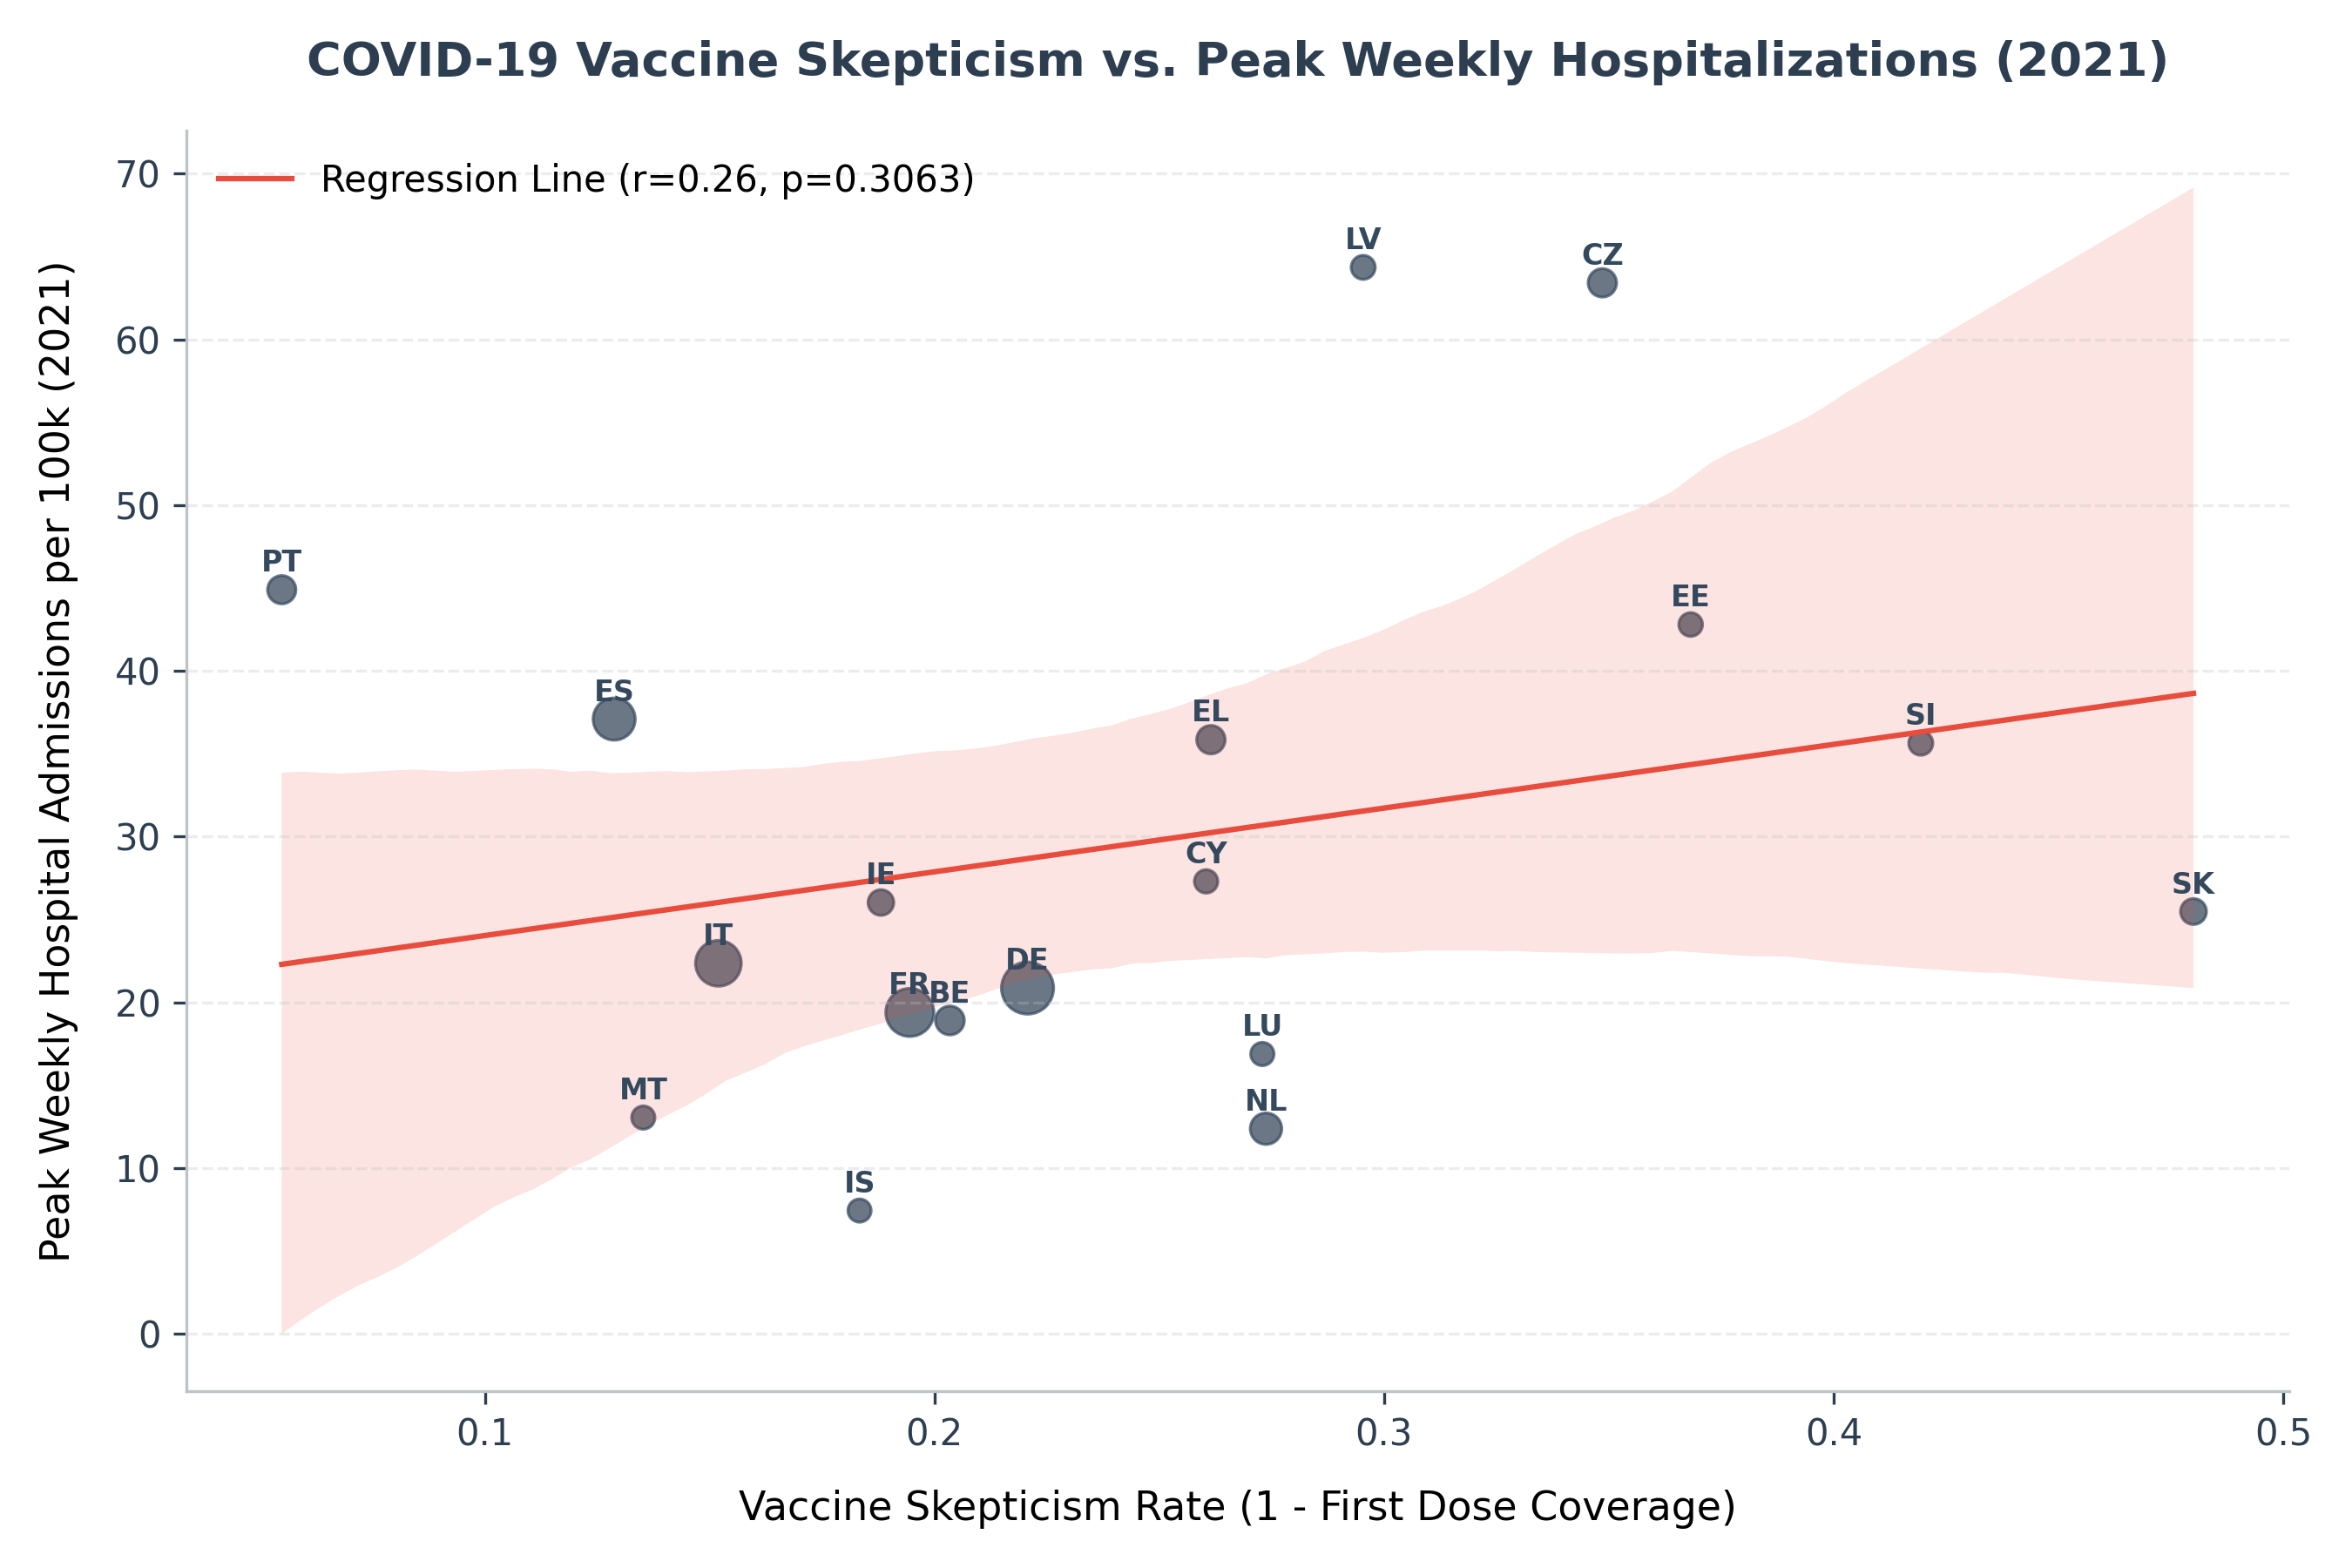 COVID-19 Vaccine Skepticism vs. Peak Weekly Hospitalizations (2021)
Regression Line (r=0.26, p=0.3063)
Peak Weekly Hospital Admissions per 100k (2021)
70
60
50
40
30
20
10
0
LV
CZ
PT
EE
ES
EL
SI
IE
CY
SK
IT
DE
FR
BE
LU
MT
NL
IS
0.1
0.2
0.3
0.4
0.5
Vaccine Skepticism Rate (1 - First Dose Coverage)